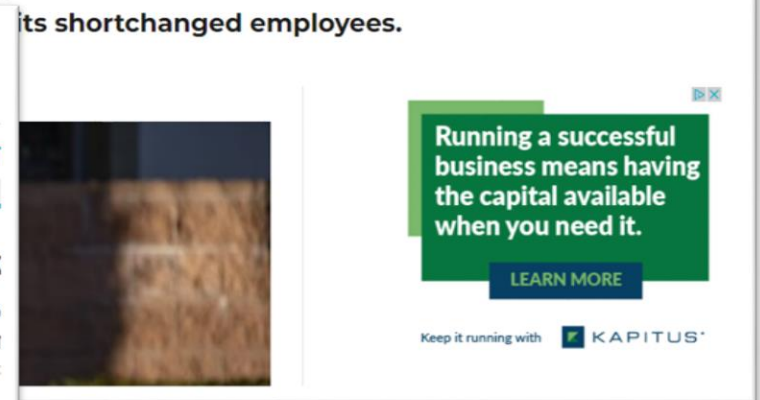 its shortchanged employees.
Running a successful
business means having
the capital available
when you need it.
LEARN MORE
Keep it running with
KAPITUS